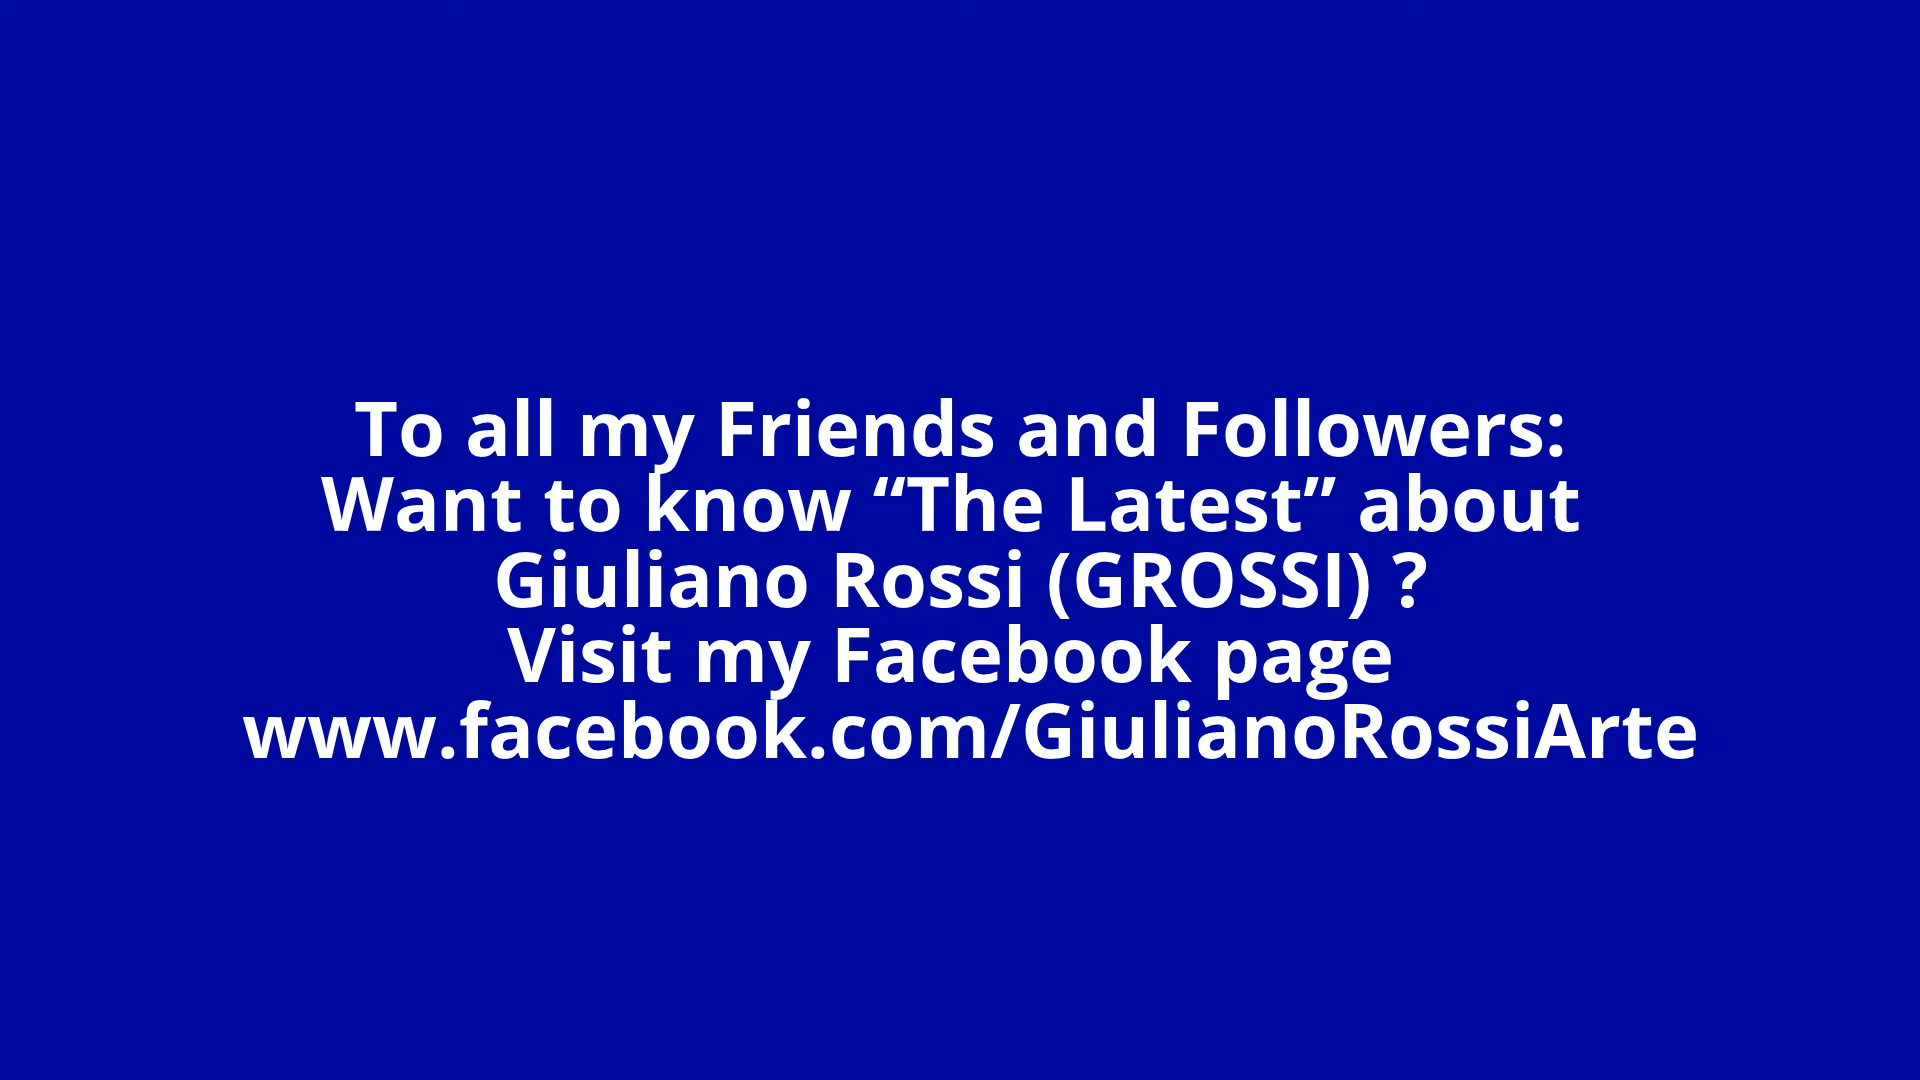 To all my Friends and Followers:
Want to know “The Latest” about
Giuliano Rossi (GROSSI) ?
Visit my Facebook page
www.facebook.com/GiulianoRossiArte